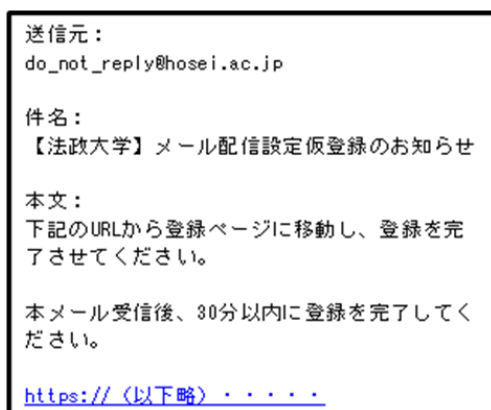 送信元：
do_not_reply@hosei.ac.jp
件名：
【法政大学】メール配信設定仮登録のお知らせ
本文：
下記のURLから登録ページに移動し、登録を完
了させてください。
本メール受信後、30分以内に登録を完了してく
ださい。
https://（以下略）・・・・・